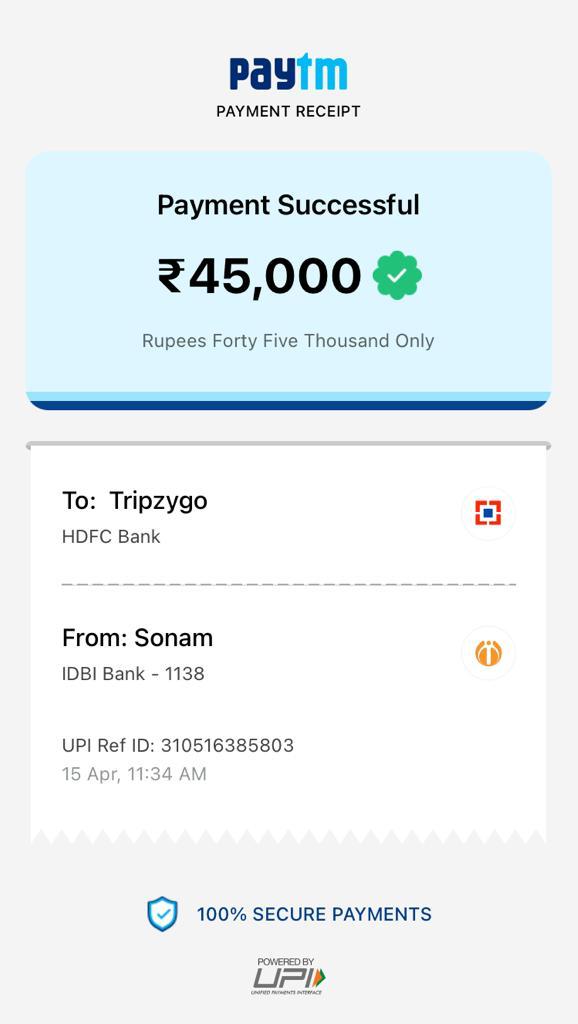 paytm
PAYMENT RECEIPT
Payment Successful
₹45,000
Rupees Forty Five Thousand Only
To: Tripzygo
HDFC Bank
From: Sonam
IDBI Bank - 1138
UPI Ref ID: 310516385803
15 Apr, 11:34 AM
100% SECURE PAYMENTS
POWERED BY
UPI
UNIFIED PAYMENTS INTERFACE